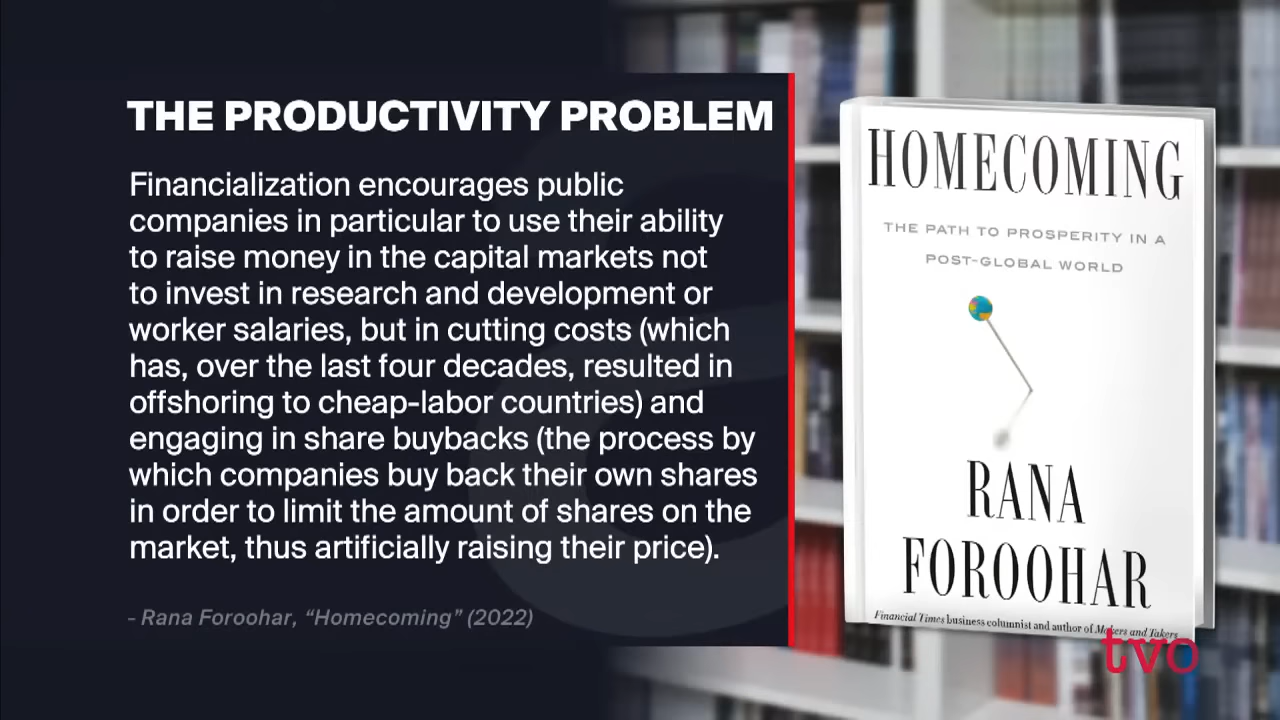 THE PRODUCTIVITY PROBLEM
Financialization encourages public
companies in particular to use their ability
to raise money in the capital markets not
to invest in research and development or
worker salaries, but in cutting costs (which
has, over the last four decades, resulted in
offshoring to cheap-labor countries) and
engaging in share buybacks (the process by
which companies buy back their own shares
in order to limit the amount of shares on the
market, thus artificially raising their price).
– Rana Foroohar, “Homecoming” (2022)
HOMECOMING
THE PATH TO PROSPERITY IN A
POST-GLOBAL WORLD
RANA
FOROOHAR
Financial Times business columnist and author of Makers and Takers
tvo